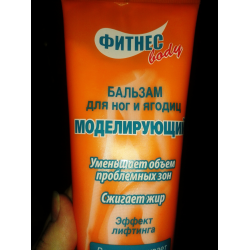 ФИТНЕС
body
БАЛЬЗАМ
ДЛЯ НОГ И ЯГОДИЦ
МОДЕЛИРУЮЩИЙ
Уменьшает объем
проблемных зон
Сжигает жир
Эффект
лифтинга